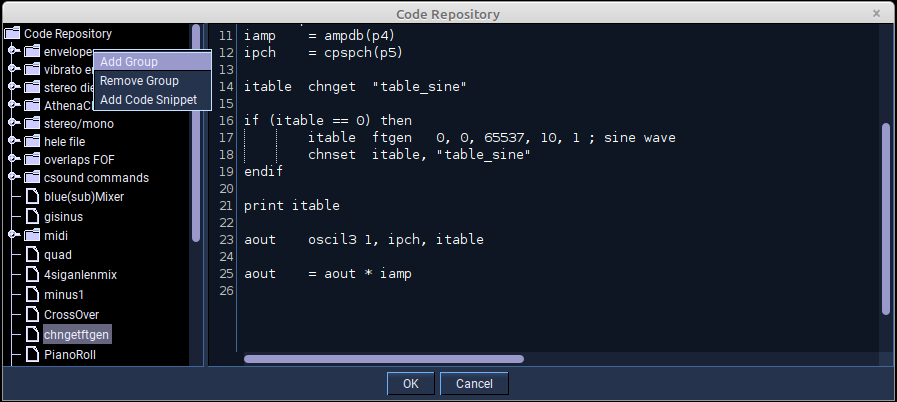 Code Repository
×
Code Repository
envelope
vibrato e
stereo die
AthenaC
stereo/mono
hele file
overlaps FOF
csound commands
blue(sub)Mixer
gisinus
midi
quad
4siganlenmix
minus1
CrossOver
chngetftgen
PianoRoll
Add Group
Remove Group
Add Code Snippet
11 iamp    = ampdb(p4)
12 ipch    = cpspch(p5)
13
14 itable  chnget  "table_sine"
15
16 if (itable == 0) then
17         itable  ftgen   0, 0, 65537, 10, 1 ; sine wave
18         chnset  itable, "table_sine"
19 endif
20
21 print itable
22
23 aout    oscil3 1, ipch, itable
24
25 aout    = aout * iamp
26
OK
Cancel